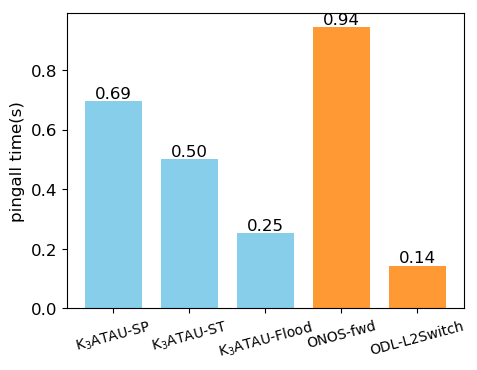 0.94
0.8
0.69
0.6
0.50
0.4
0.25
0.2
0.14
0.0
pingall time(s)
K₃ATAU-SP
K₃ATAU-ST
K₃ATAU-Flood
ONOS-fwd
ODL-L2Switch